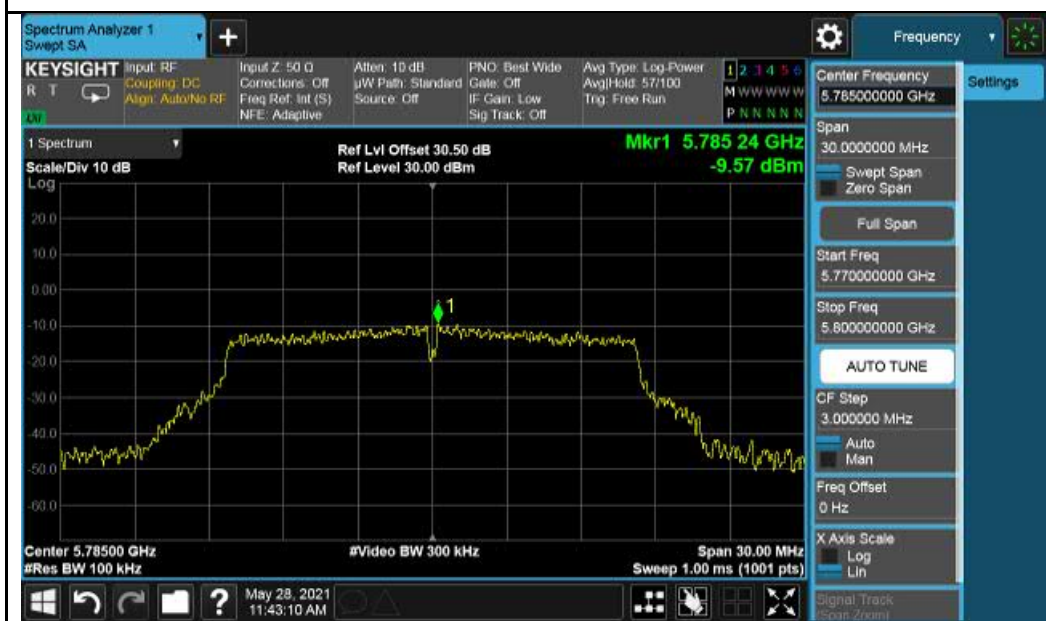 Spectrum Analyzer 1
Swept SA
+
Frequency
KEYSIGHT
R T
Input: RF
Coupling: DC
Align: Auto/No RF
Input Z: 50 Ω
Corrections: Off
Freq Ref: Int (S)
NFE: Adaptive
Atten: 10 dB
µW Path: Standard
Source: Off
PNO: Best Wide
Gate: Off
IF Gain: Low
Sig Track: Off
Avg Type: Log-Power
Avg|Hold: 57/100
Trig: Free Run
1 2 3 4 5 6
M W W W W W
P N N N N N
Center Frequency
5.785000000 GHz
Settings
Span
30.0000000 MHz
Swept Span
Zero Span
Full Span
Start Freq
5.770000000 GHz
Stop Freq
5.800000000 GHz
AUTO TUNE
CF Step
3.000000 MHz
Auto
Man
Freq Offset
0 Hz
X Axis Scale
Log
Lin
Signal Track
(Span Zoom)
1 Spectrum
Scale/Div 10 dB
Log
Ref Lvl Offset 30.50 dB
Ref Level 30.00 dBm
Mkr1 5.785 24 GHz
-9.57 dBm
20.0
10.0
0.00
-10.0
-20.0
-30.0
-40.0
-50.0
-60.0
1
Center 5.78500 GHz
#Res BW 100 kHz
#Video BW 300 kHz
Span 30.00 MHz
Sweep 1.00 ms (1001 pts)
?
May 28, 2021
11:43:10 AM